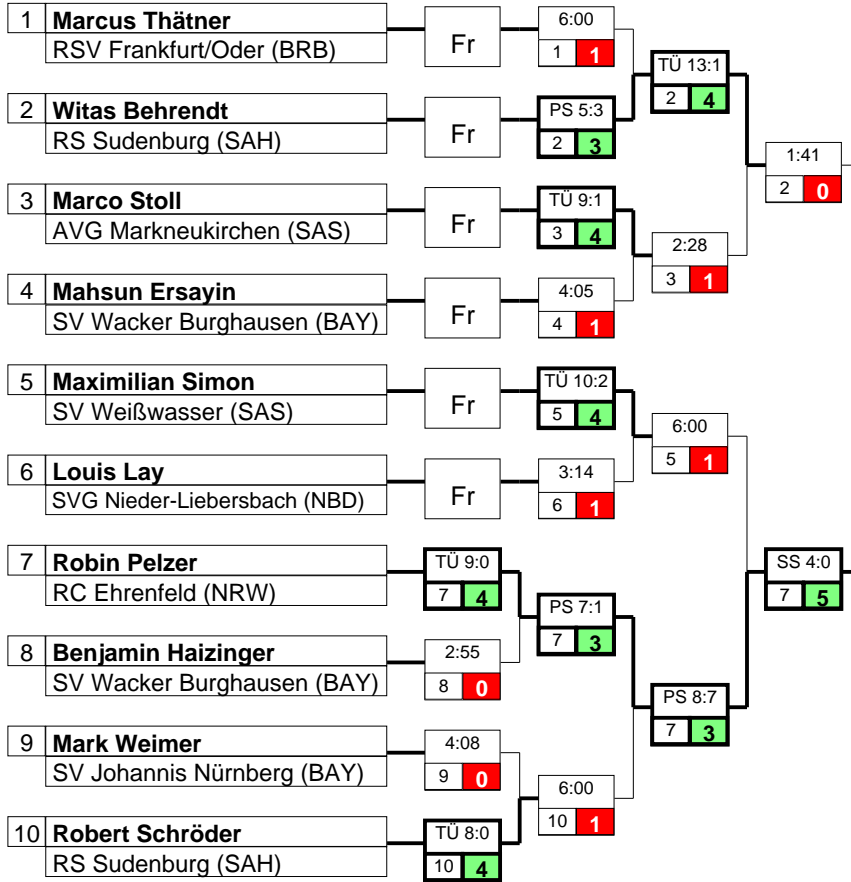 1 Marcus Thätner
RSV Frankfurt/Oder (BRB)
Fr
6:00
1 1
TÜ 13:1
2 4
2 Witas Behrendt
RS Sudenburg (SAH)
Fr
PS 5:3
2 3
1:41
2 0
3 Marco Stoll
AVG Markneukirchen (SAS)
Fr
TÜ 9:1
3 4
2:28
3 1
4 Mahsun Ersayin
SV Wacker Burghausen (BAY)
Fr
4:05
4 1
5 Maximilian Simon
SV Weißwasser (SAS)
Fr
TÜ 10:2
5 4
6:00
5 1
6 Louis Lay
SVG Nieder-Liebersbach (NBD)
Fr
3:14
6 1
7 Robin Pelzer
RC Ehrenfeld (NRW)
TÜ 9:0
7 4
PS 7:1
7 3
SS 4:0
7 5
8 Benjamin Haizinger
SV Wacker Burghausen (BAY)
2:55
8 0
PS 8:7
7 3
9 Mark Weimer
SV Johannis Nürnberg (BAY)
4:08
9 0
6:00
10 1
10 Robert Schröder
RS Sudenburg (SAH)
TÜ 8:0
10 4